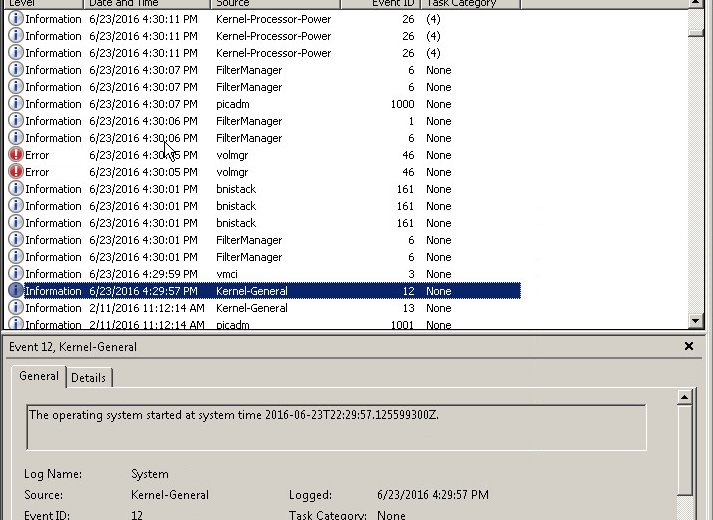 Level Date and Time Source Event ID Task Category
Information 6/23/2016 4:30:11 PM Kernel-Processor-Power 26 (4)
Information 6/23/2016 4:30:11 PM Kernel-Processor-Power 26 (4)
Information 6/23/2016 4:30:11 PM Kernel-Processor-Power 26 (4)
Information 6/23/2016 4:30:07 PM FilterManager 6 None
Information 6/23/2016 4:30:07 PM FilterManager 6 None
Information 6/23/2016 4:30:07 PM picadm 1000 None
Information 6/23/2016 4:30:06 PM FilterManager 1 None
Information 6/23/2016 4:30:06 PM FilterManager 6 None
Error 6/23/2016 4:30:05 PM volmgr 46 None
Error 6/23/2016 4:30:05 PM volmgr 46 None
Information 6/23/2016 4:30:01 PM bnistack 161 None
Information 6/23/2016 4:30:01 PM bnistack 161 None
Information 6/23/2016 4:30:01 PM bnistack 161 None
Information 6/23/2016 4:30:01 PM FilterManager 6 None
Information 6/23/2016 4:30:01 PM FilterManager 6 None
Information 6/23/2016 4:29:59 PM vmci 3 None
Information 6/23/2016 4:29:57 PM Kernel-General 12 None
Information 2/11/2016 11:12:14 AM Kernel-General 13 None
Information 2/11/2016 11:12:14 AM picadm 1001 None
Event 12, Kernel-General
General Details
The operating system started at system time 2016-06-23T22:29:57.125599300Z.
Log Name: System
Source: Kernel-General Logged: 6/23/2016 4:29:57 PM
Event ID: 12 Task Category: None